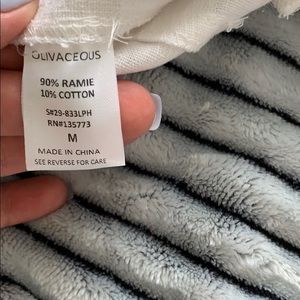 OLIVACEOUS
90% RAMIE
10% COTTON
S#29-833LPH
RN#135773
M
MADE IN CHINA
SEE REVERSE FOR CARE